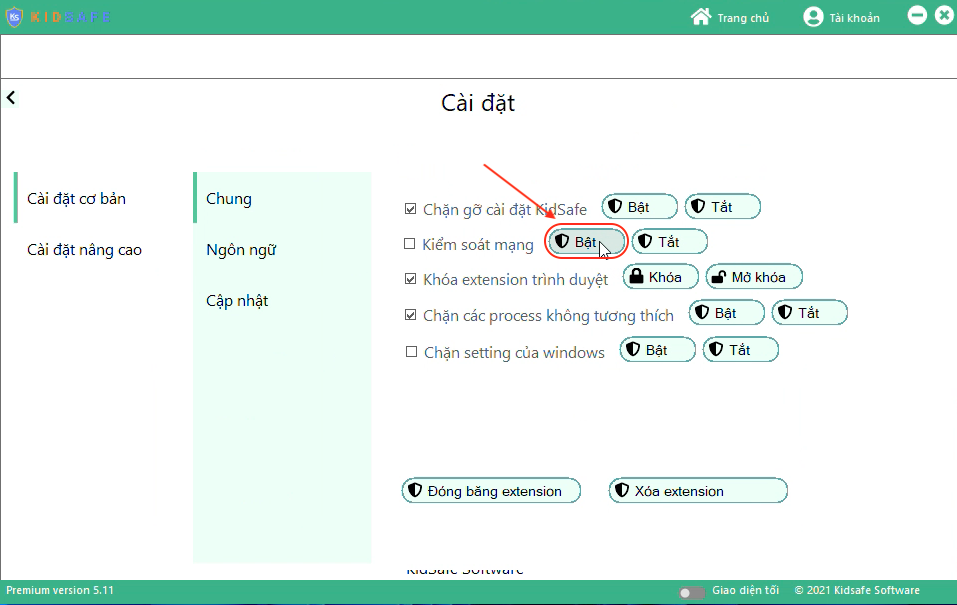 Ks KIDSAFE Trang chủ Tài khoản
Cài đặt
Cài đặt cơ bản
Cài đặt nâng cao
Chung
Ngôn ngữ
Cập nhật
Chặn gỡ cài đặt KidSafe Bật Tắt
Kiểm soát mạng Bật Tắt
Khóa extension trình duyệt Khóa Mở khóa
Chặn các process không tương thích Bật Tắt
Chặn setting của windows Bật Tắt
Đóng băng extension Xóa extension
KidSafe Software
Premium version 5.11 Giao diện tối © 2021 Kidsafe Software